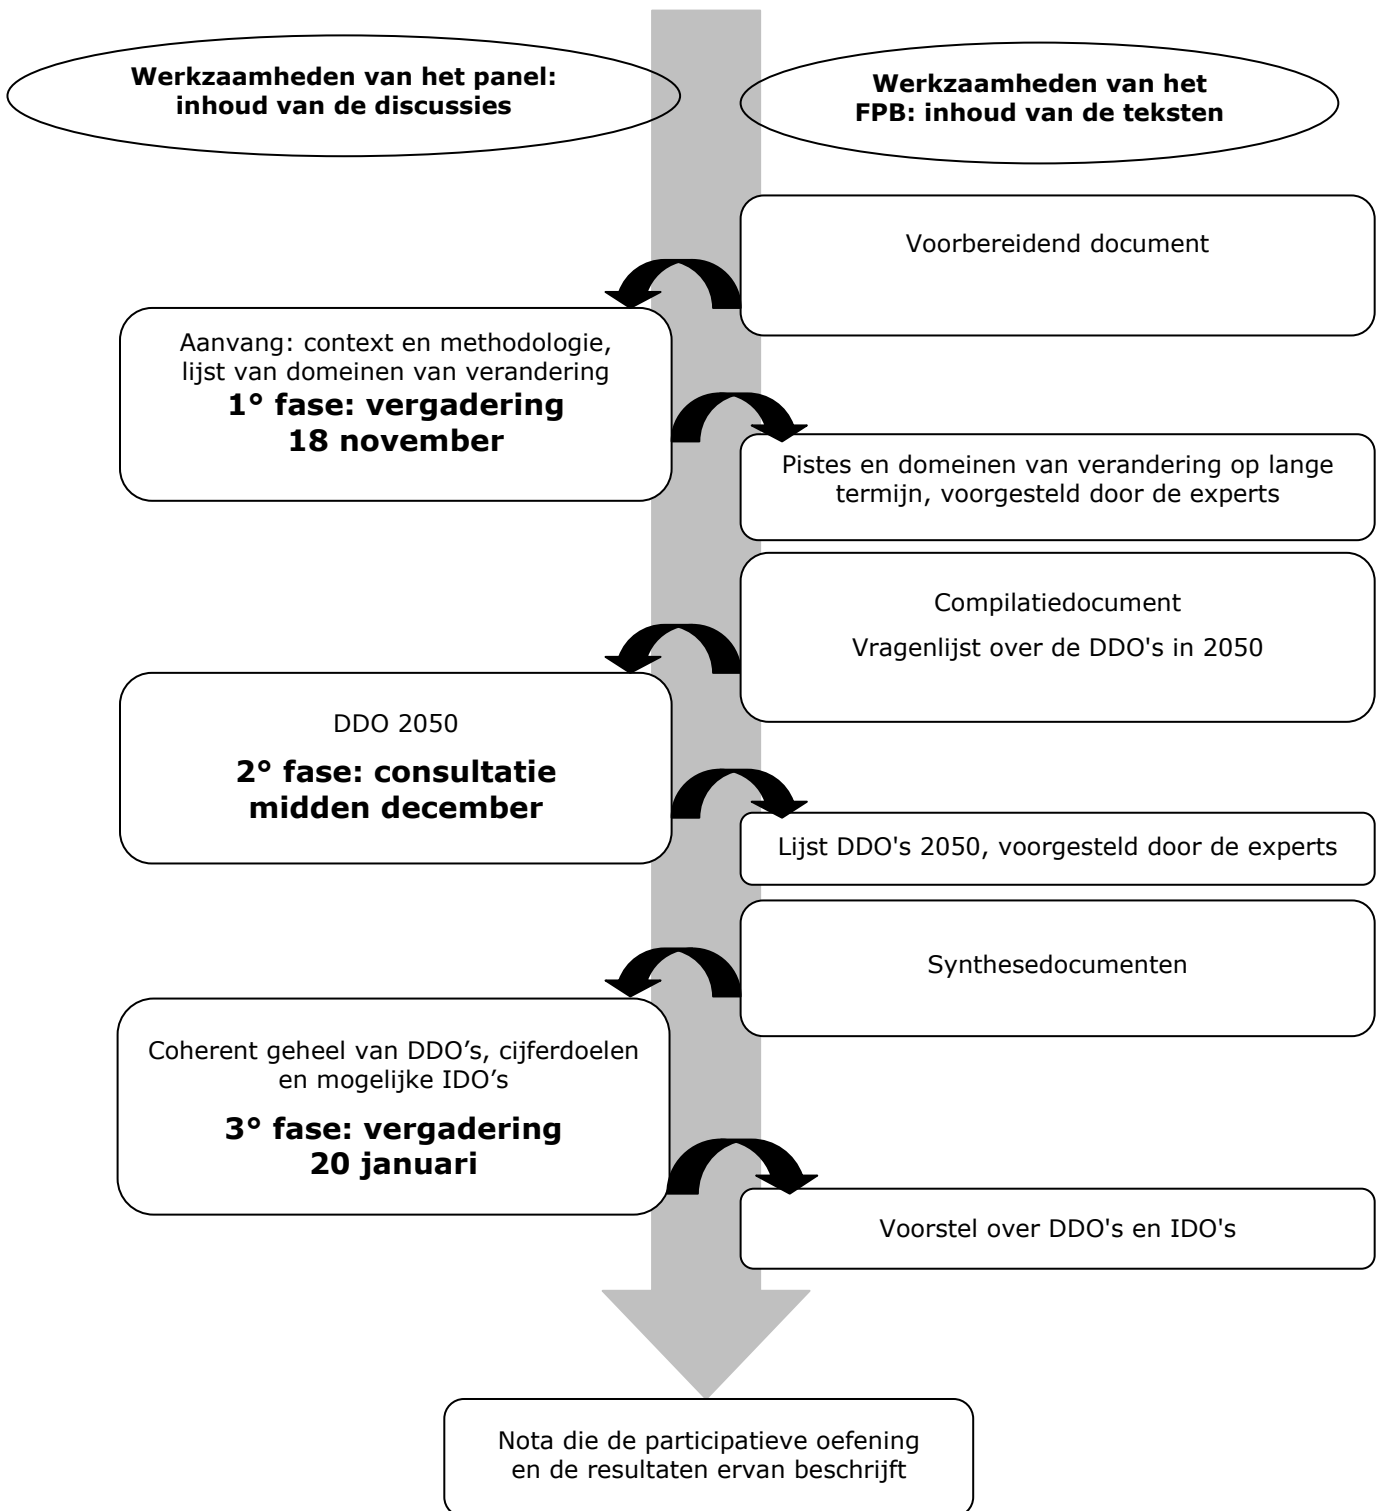 Werkzaamheden van het panel:
inhoud van de discussies
Werkzaamheden van het
FPB: inhoud van de teksten
Voorbereidend document
Aanvang: context en methodologie,
lijst van domeinen van verandering
1° fase: vergadering
18 november
Pistes en domeinen van verandering op lange
termijn, voorgesteld door de experts
Compilatiedocument
Vragenlijst over de DDO's in 2050
DDO 2050
2° fase: consultatie
midden december
Lijst DDO's 2050, voorgesteld door de experts
Synthesedocumenten
Coherent geheel van DDO’s, cijferdoelen
en mogelijke IDO’s
3° fase: vergadering
20 januari
Voorstel over DDO's en IDO's
Nota die de participatieve oefening
en de resultaten ervan beschrijft